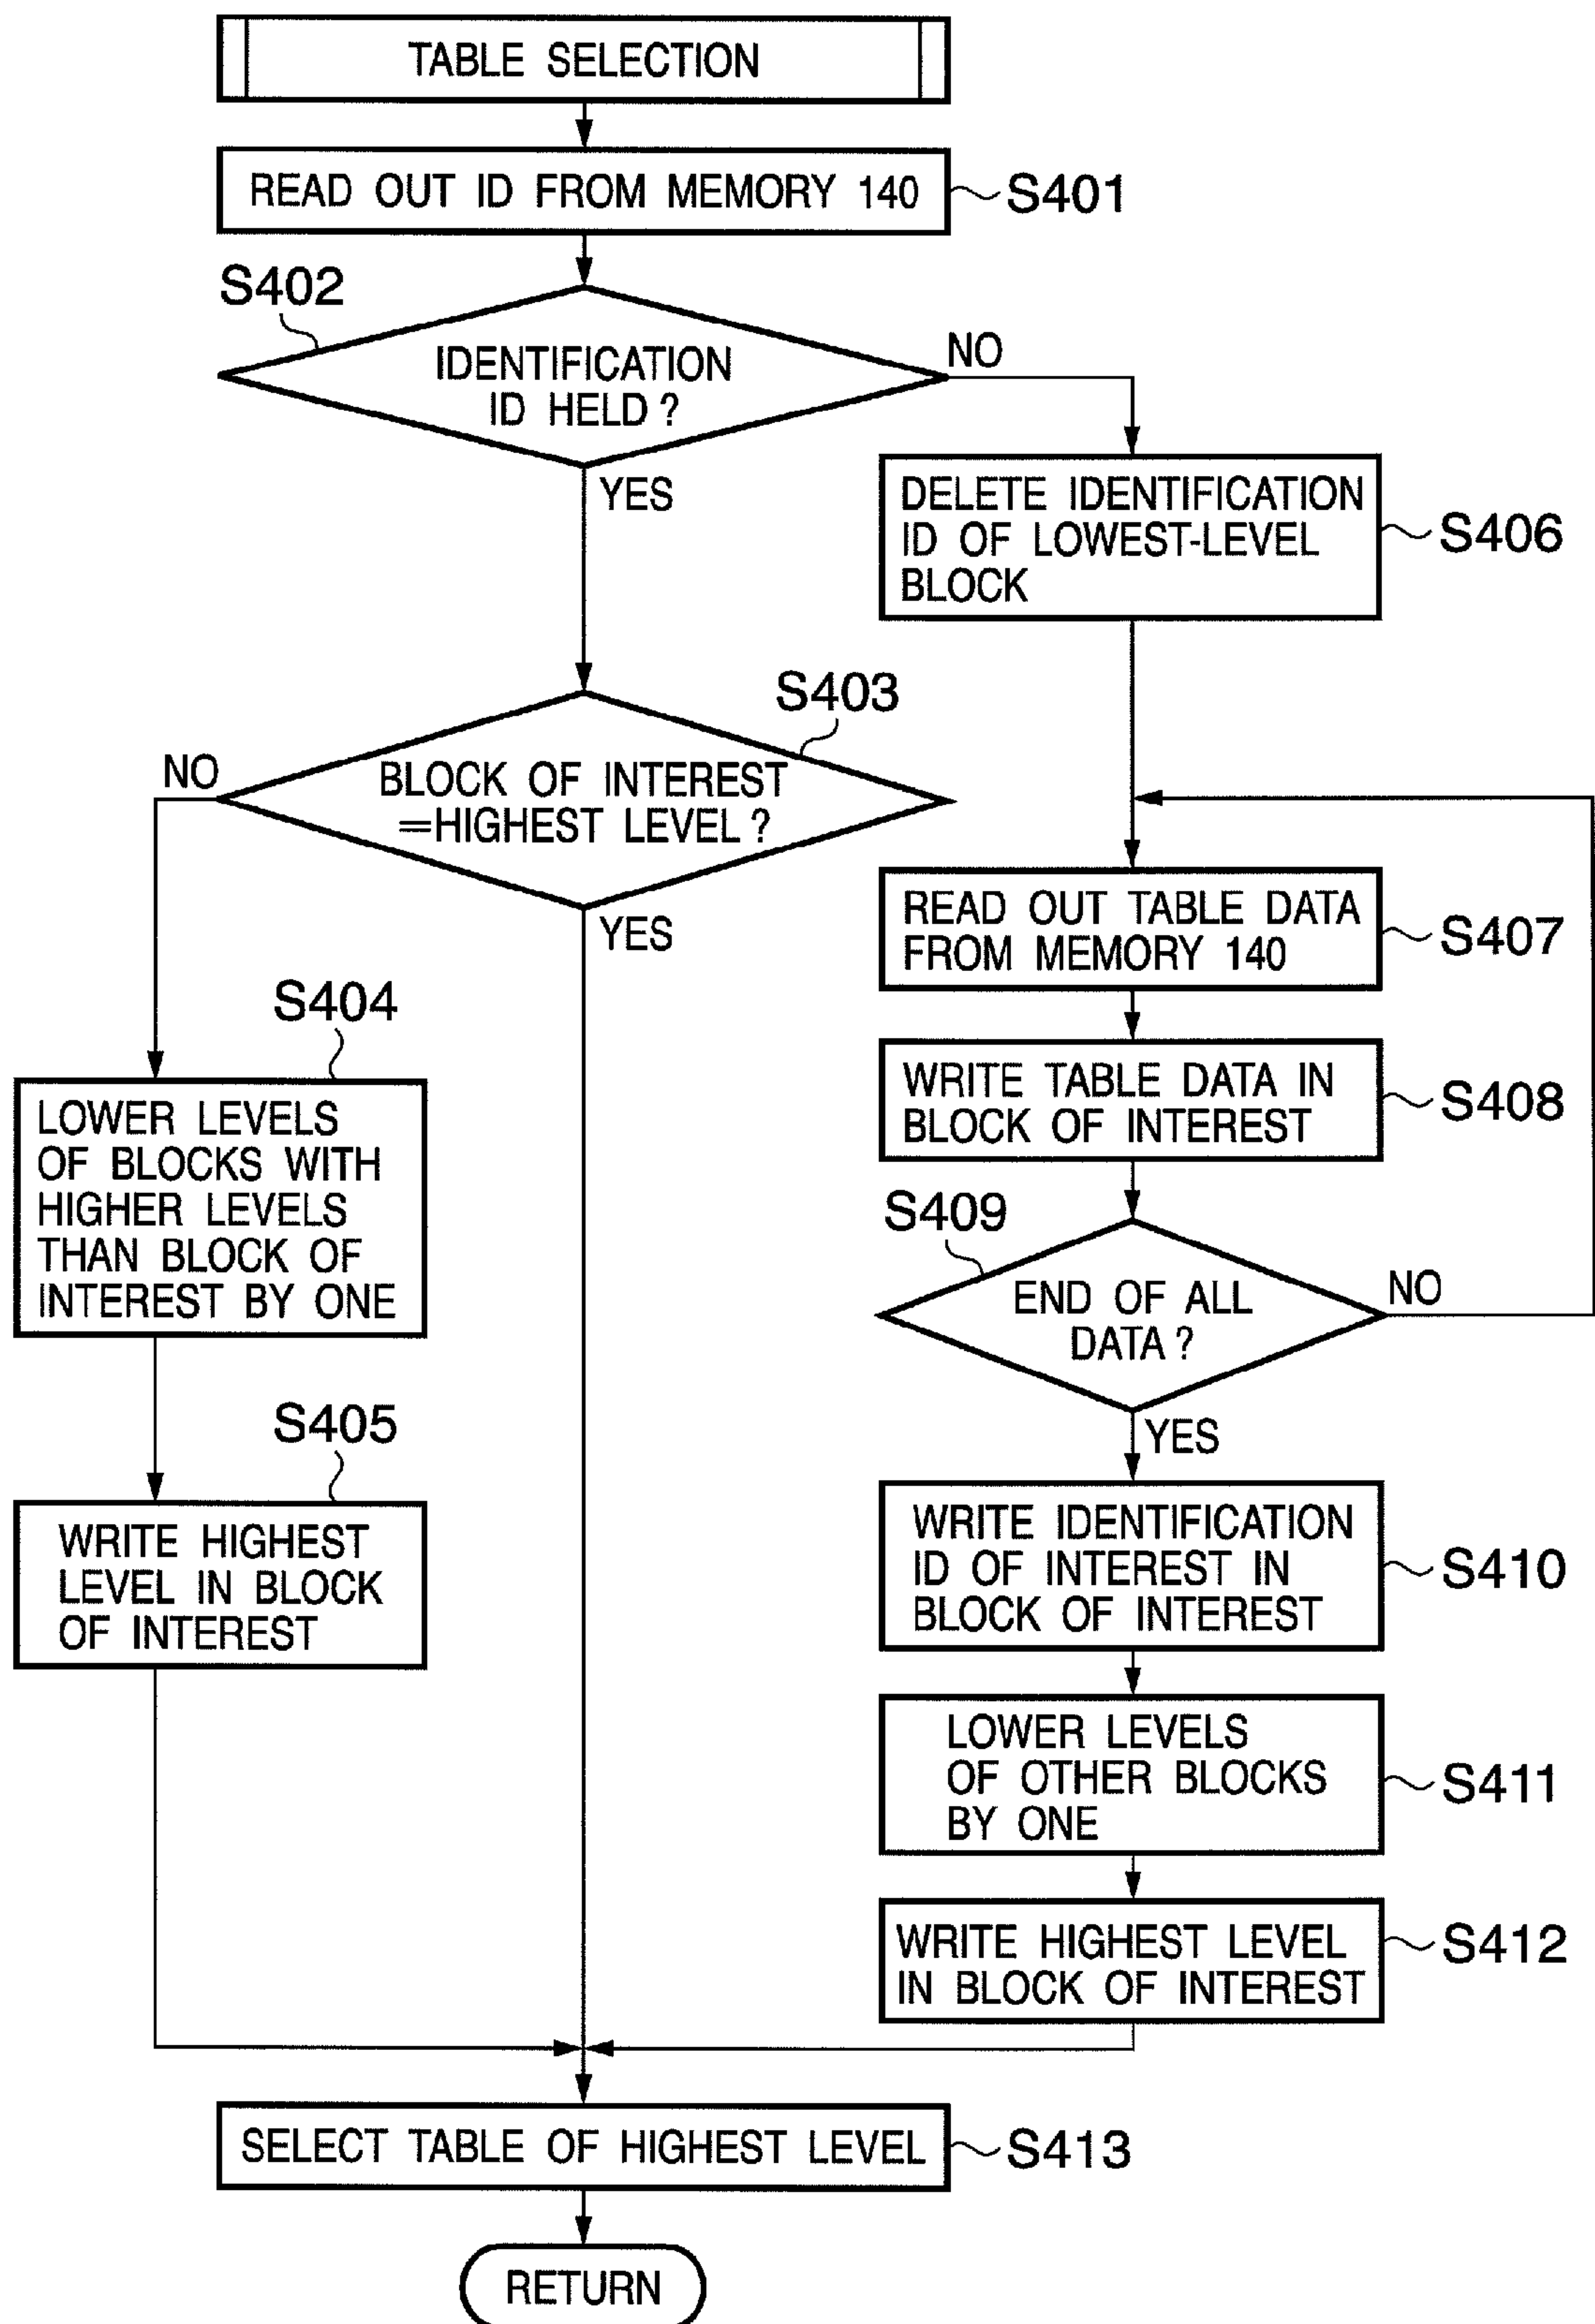 TABLE SELECTION
READ OUT ID FROM MEMORY 140
S401
S402
IDENTIFICATION
ID HELD ?
NO
YES
DELETE IDENTIFICATION
ID OF LOWEST-LEVEL
BLOCK
S406
S403
BLOCK OF INTEREST
=HIGHEST LEVEL ?
NO
YES
READ OUT TABLE DATA
FROM MEMORY 140
S407
S404
LOWER LEVELS
OF BLOCKS WITH
HIGHER LEVELS
THAN BLOCK OF
INTEREST BY ONE
WRITE TABLE DATA IN
BLOCK OF INTEREST
S408
S409
END OF ALL
DATA ?
NO
YES
S405
WRITE HIGHEST
LEVEL IN BLOCK
OF INTEREST
WRITE IDENTIFICATION
ID OF INTEREST IN
BLOCK OF INTEREST
S410
LOWER LEVELS
OF OTHER BLOCKS
BY ONE
S411
WRITE HIGHEST LEVEL
IN BLOCK OF INTEREST
S412
SELECT TABLE OF HIGHEST LEVEL
S413
RETURN